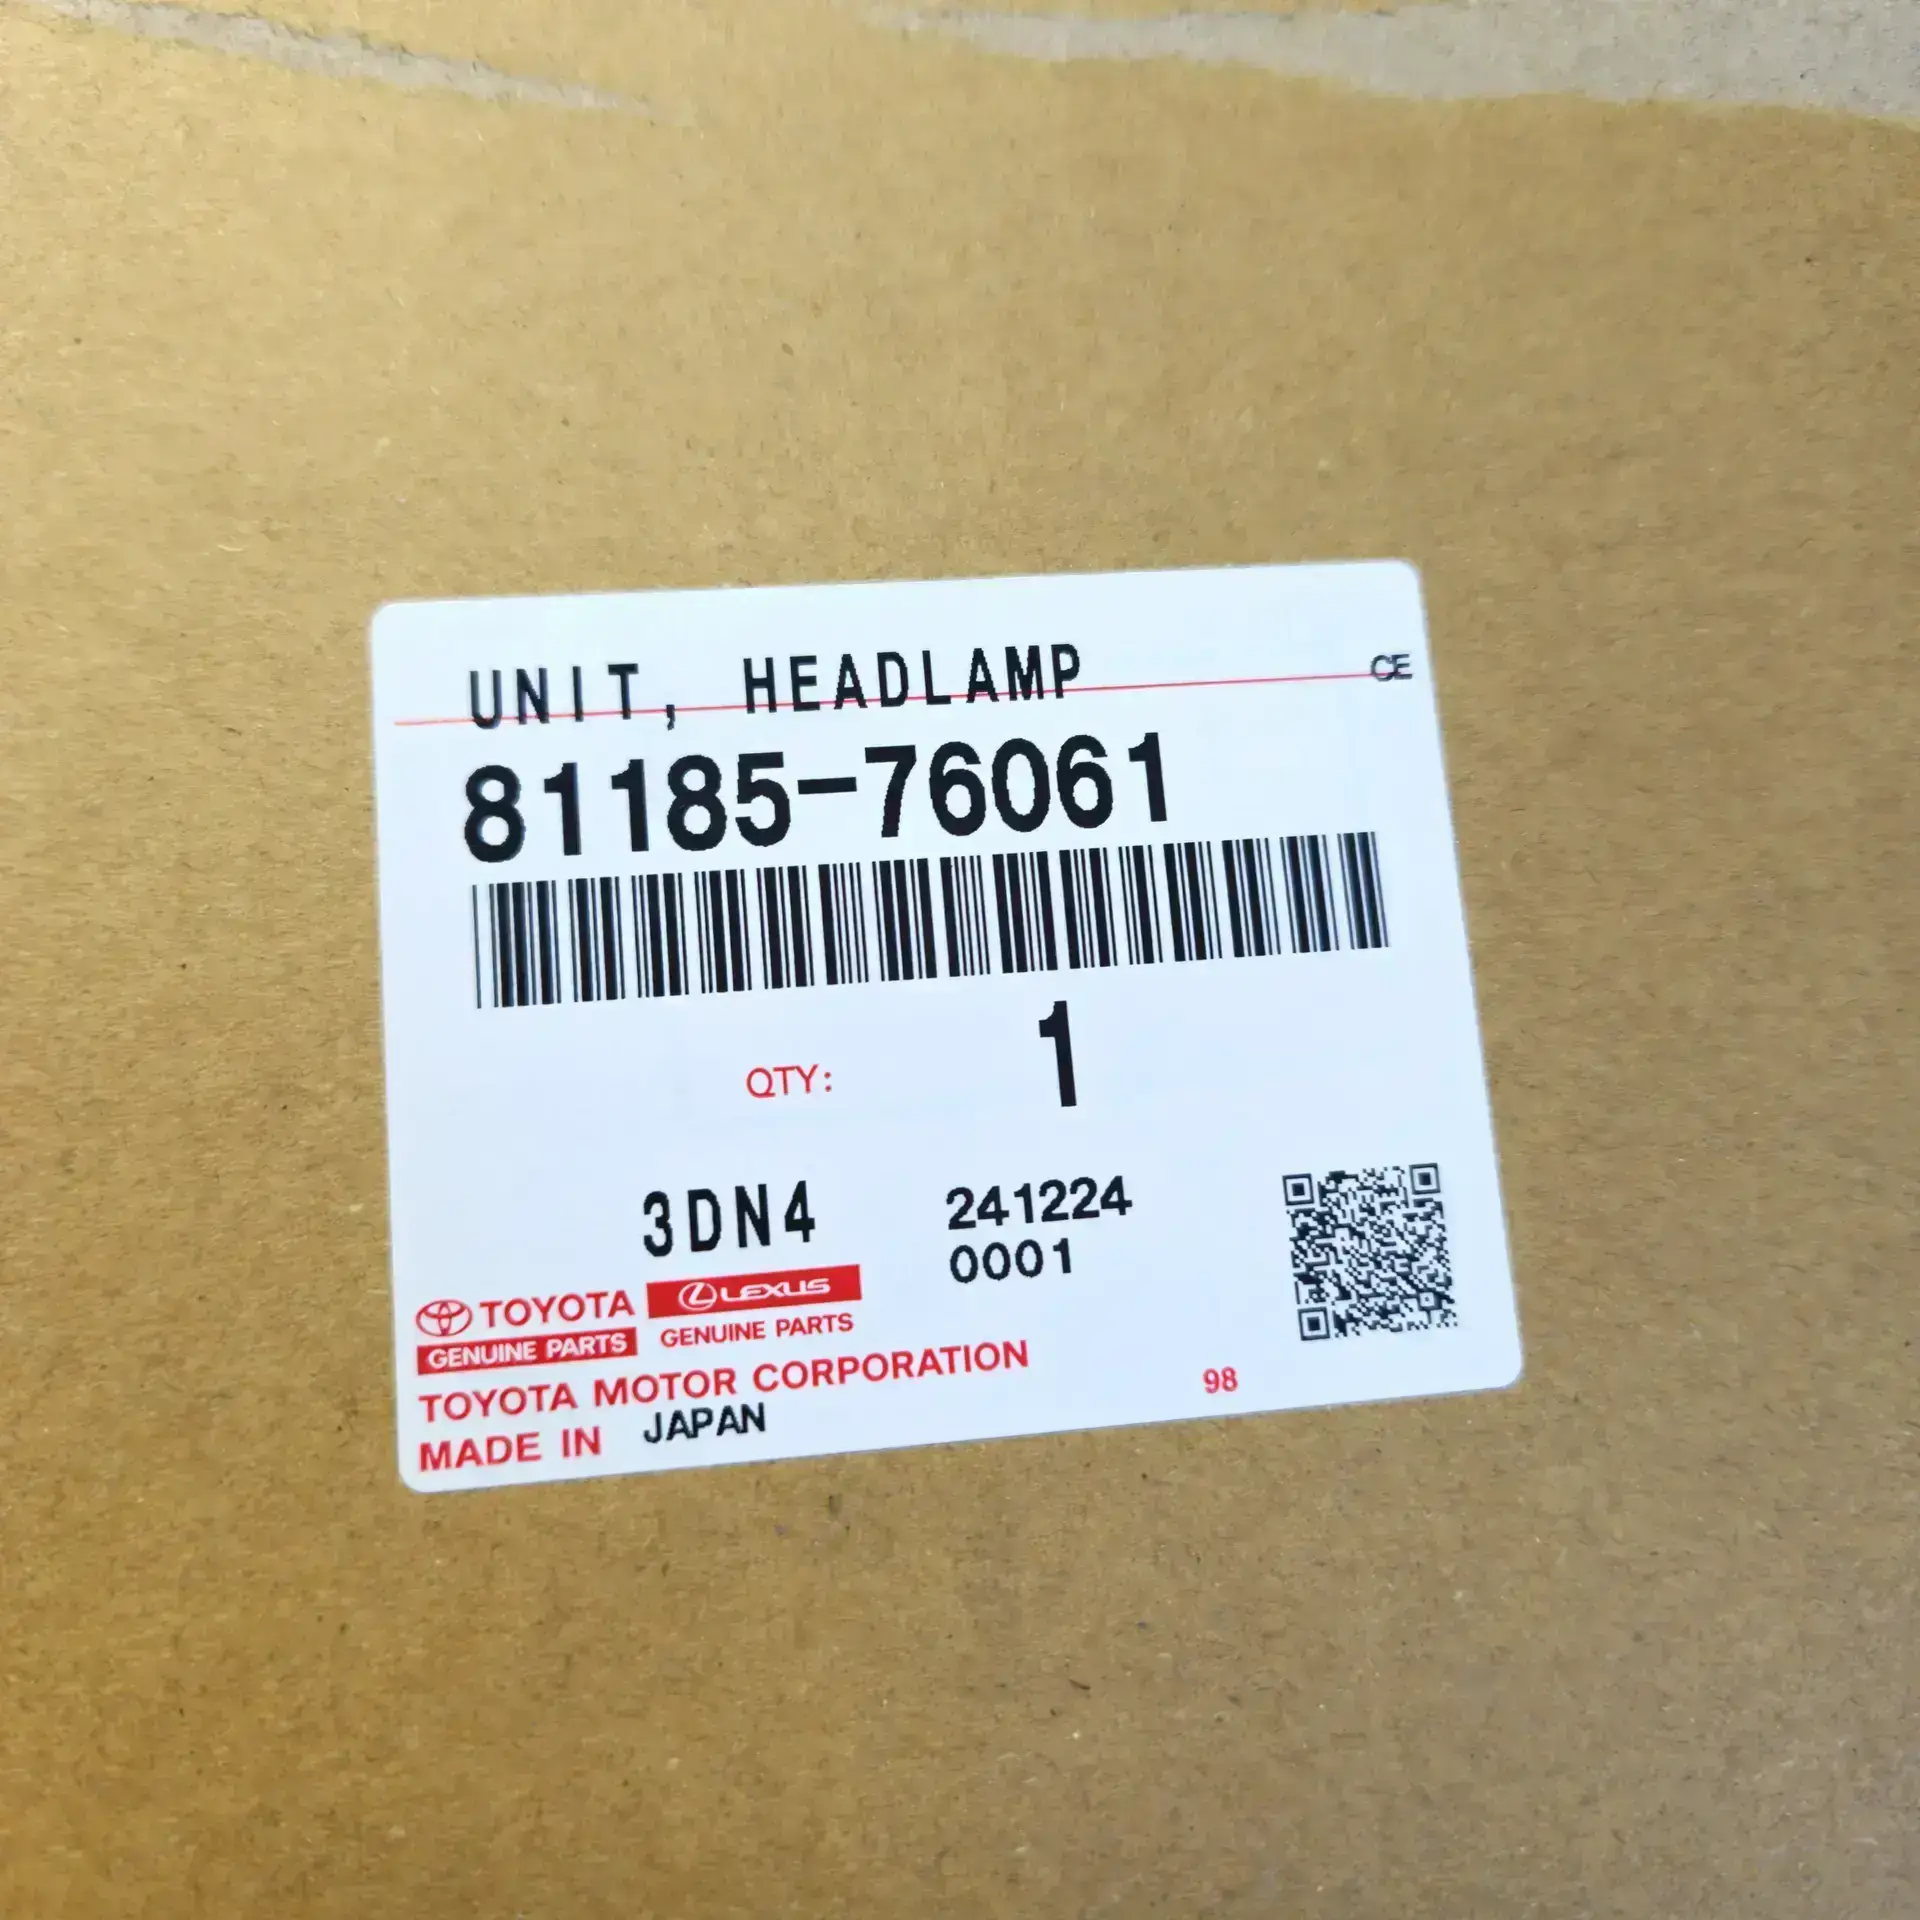 UNIT, HEADLAMP CE
81185-76061
QTY: 1
3DN4 241224
0001
TOYOTA LEXUS
GENUINE PARTS GENUINE PARTS
TOYOTA MOTOR CORPORATION 98
MADE IN JAPAN